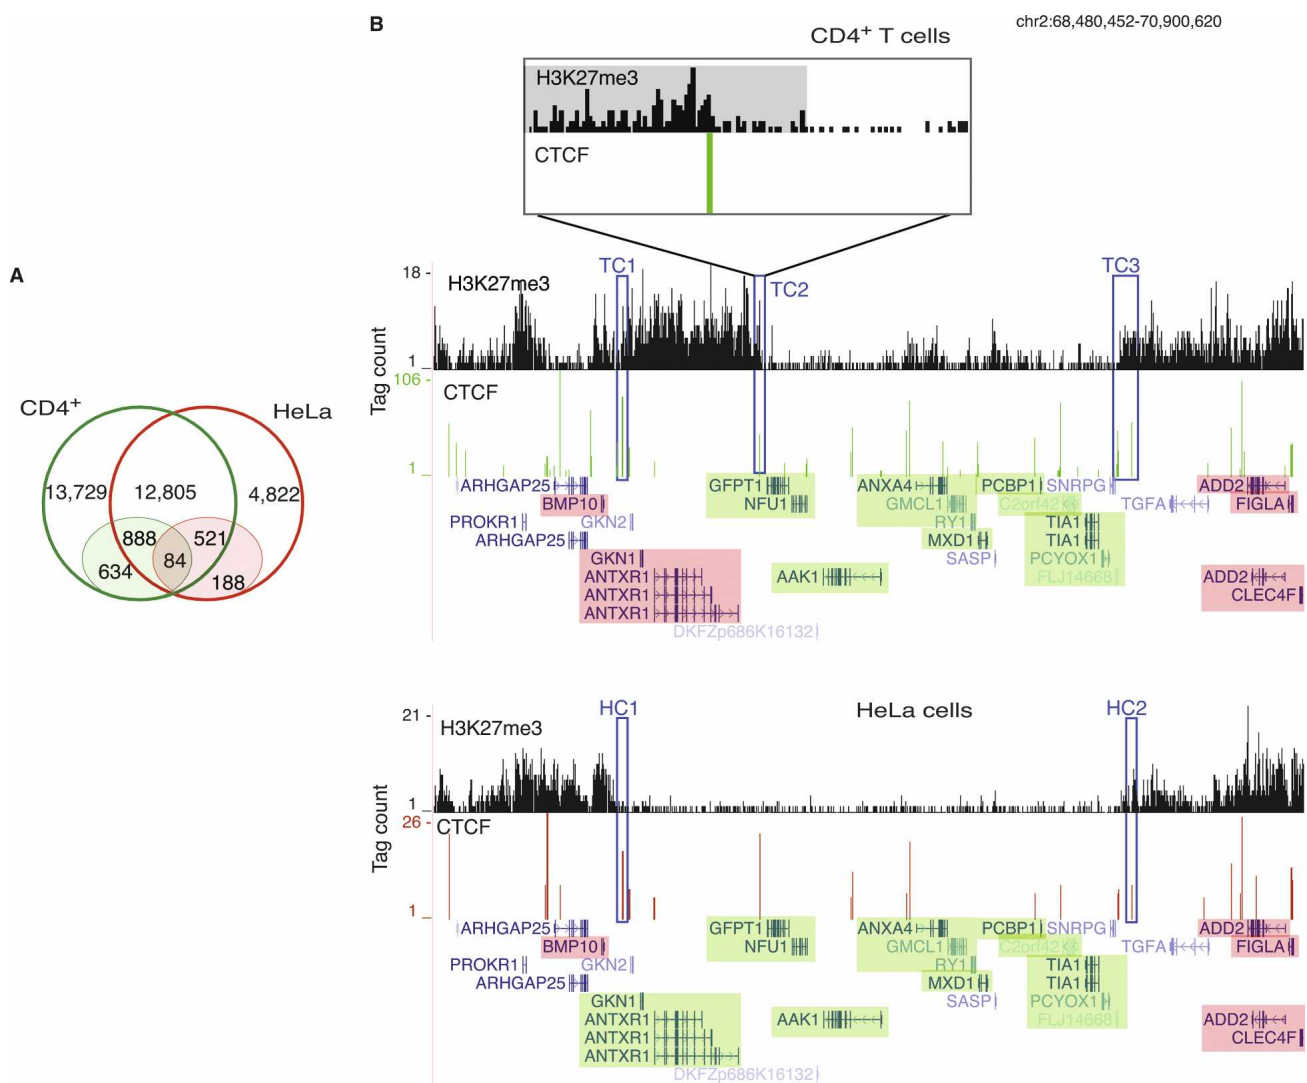 B
chr2:68,480,452-70,900,620
CD4+ T cells
H3K27me3
CTCF
A
CD4+
HeLa
13,729
12,805
4,822
888
521
84
634
188
TC1
TC2
TC3
18 -
H3K27me3
1
Tag count
106 -
CTCF
1
ARHGAP25
GFPT1
ANXA4
PCBP1
SNRPG
ADD2
BMP10
NFU1
GMCL1
C2orf42
TGFA
FIGLA
PROKR1
GKN2
RY1
TIA1
ARHGAP25
MXD1
TIA1
GKN1
SASP
PCYOX1
ANTXR1
AAK1
FLJ14668
ADD2
ANTXR1
CLEC4F
ANTXR1
DKFZp686K16132
HC1
HeLa cells
HC2
21 -
H3K27me3
1
Tag count
26 -
CTCF
1
ARHGAP25
GFPT1
ANXA4
PCBP1
SNRPG
ADD2
BMP10
NFU1
GMCL1
C2orf42
TGFA
FIGLA
PROKR1
GKN2
RY1
TIA1
ARHGAP25
MXD1
TIA1
GKN1
SASP
PCYOX1
ANTXR1
AAK1
FLJ14668
ADD2
ANTXR1
CLEC4F
ANTXR1
DKFZp686K16132